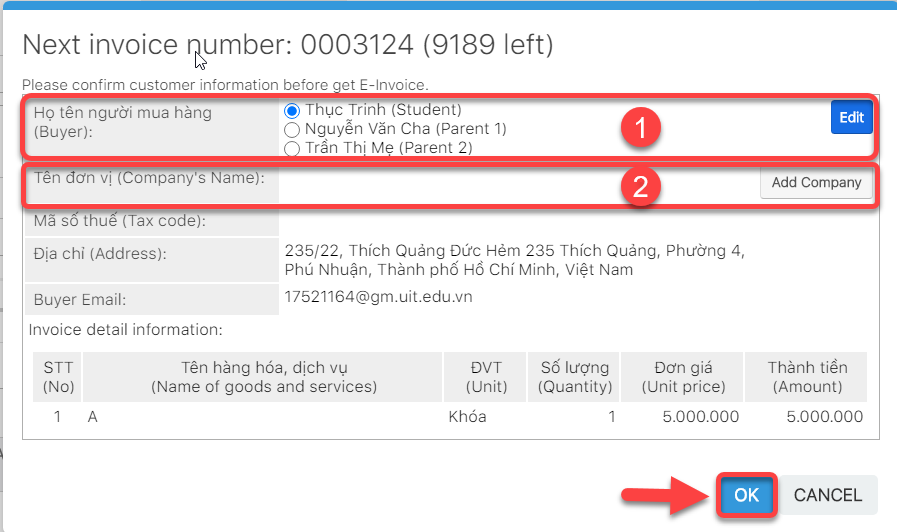 Next invoice number: 0003124 (9189 left)
Please confirm customer information before get E-Invoice.
Họ tên người mua hàng
(Buyer):
Thục Trinh (Student)
Nguyễn Văn Cha (Parent 1)
Trần Thị Mẹ (Parent 2)
1
Edit
Tên đơn vị (Company's Name):
2
Add Company
Mã số thuế (Tax code):
Địa chỉ (Address):
235/22, Thích Quảng Đức Hẻm 235 Thích Quảng, Phường 4,
Phú Nhuận, Thành phố Hồ Chí Minh, Việt Nam
Buyer Email:
17521164@gm.uit.edu.vn
Invoice detail information:
STT
(No)
Tên hàng hóa, dịch vụ
(Name of goods and services)
ĐVT
(Unit)
Số lượng
(Quantity)
Đơn giá
(Unit price)
Thành tiền
(Amount)
1 A Khóa 1 5.000.000 5.000.000
OK CANCEL